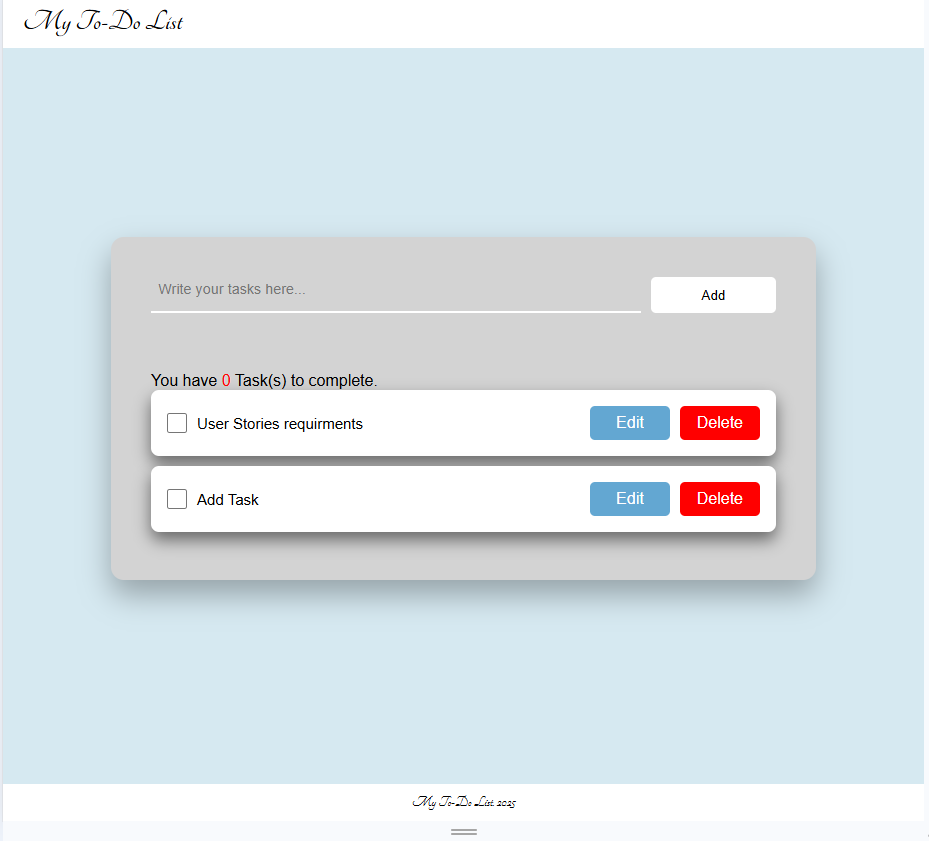 My To-Do List
Write your tasks here...
Add
You have 0 Task(s) to complete.
User Stories requirments
Edit
Delete
Add Task
Edit
Delete
My To-Do List 2025